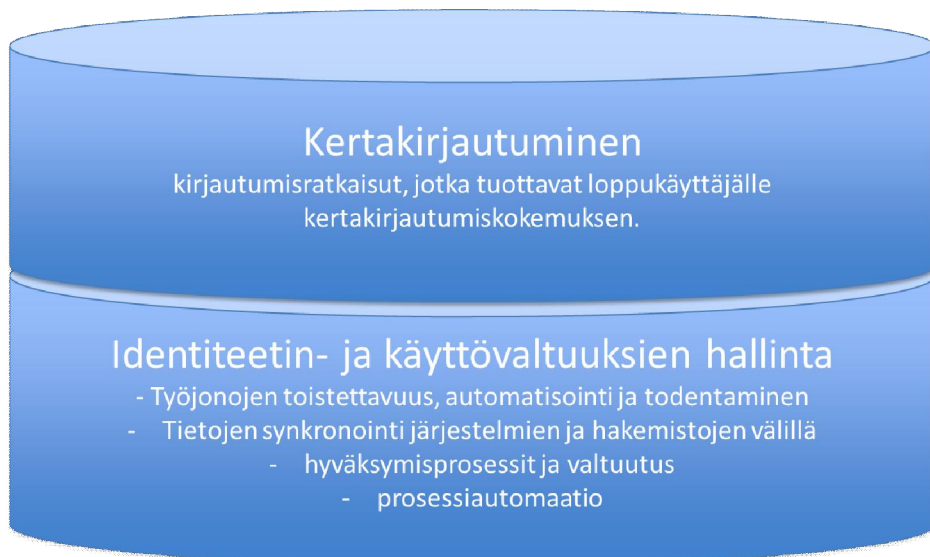 Kertakirjautuminen
kirjautumisratkaisut, jotka tuottavat loppukäyttäjälle
kertakirjautumiskokemuksen.
Identiteetin- ja käyttövaltuuksien hallinta
- Työjonojen toistettavuus, automatisointi ja todentaminen
- Tietojen synkronointi järjestelmien ja hakemistojen välillä
- hyväksymisprosessit ja valtuutus
- prosessiautomaatio